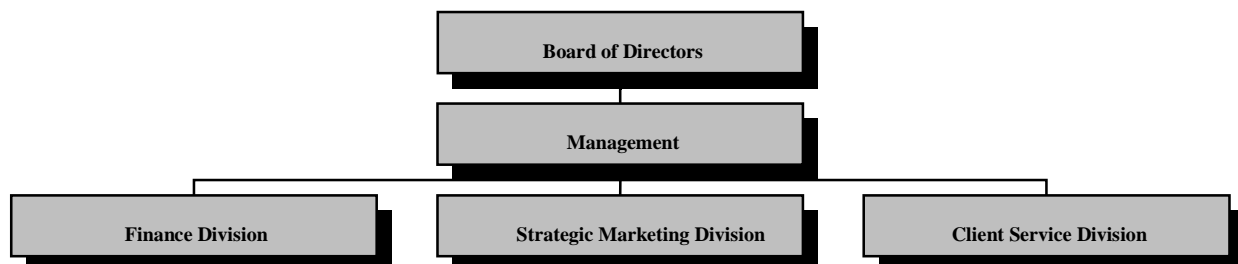 Board of Directors
Management
Finance Division
Strategic Marketing Division
Client Service Division